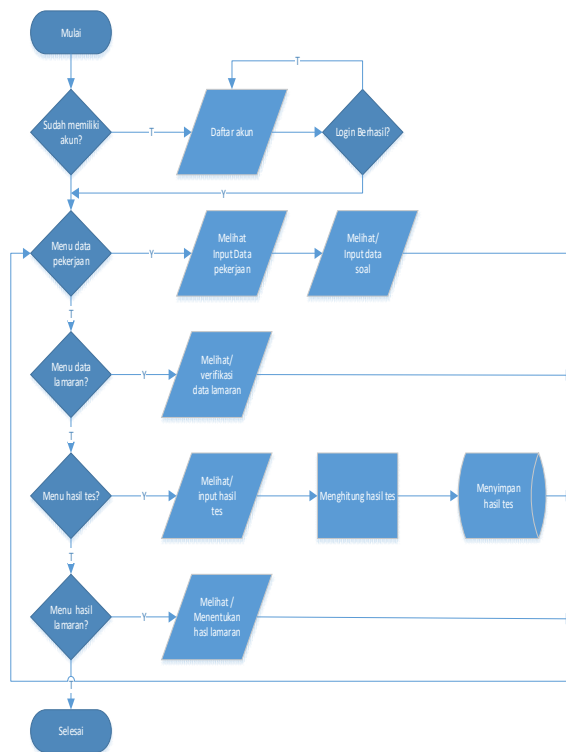 Mulai
T
Sudah memiliki
akun?
T
Daftar akun
Login Berhasil?
Y
Menu data
pekerjaan
Y
Melihat
Input Data
pekerjaan
Melihat/
Input data
soal
T
Menu data
lamaran?
Y
Melihat/
verifikasi
data lamaran
T
Menu hasil tes?
Y
Melihat/
input hasil
tes
Menghitung hasil tes
Menyimpan
hasil tes
T
Menu hasil
lamaran?
Y
Melihat /
Menentukan
hasl lamaran
T
Selesai